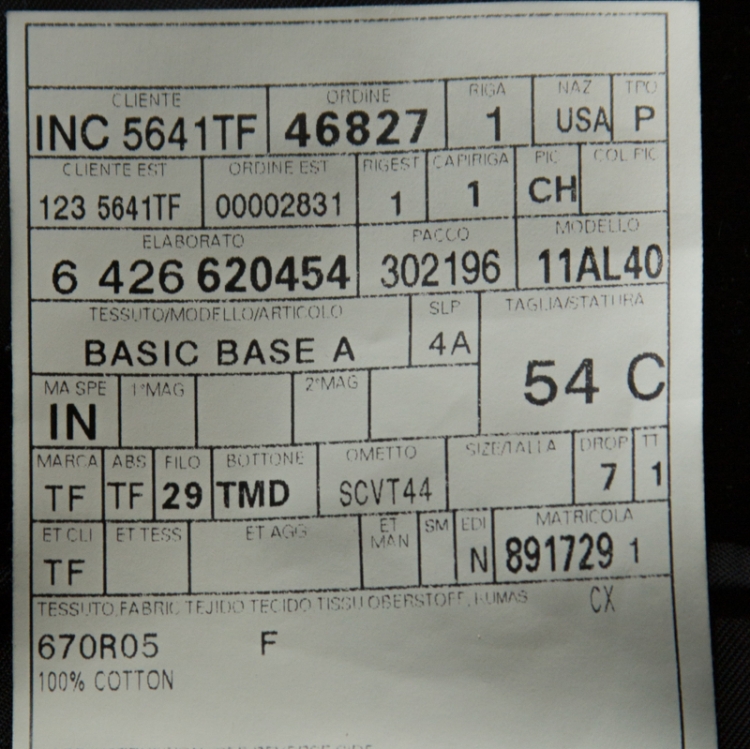 CLIENTE ORDINE RIGA NAZ TPO
INC 5641TF 46827 1 USA P
CLIENTE EST ORDINE EST RIGEST CAPIRIGA PIC COL PIC
123 5641TF 00002831 1 1 CH
ELABORATO PACCO MODELLO
6 426 620454 302196 11AL40
TESSUTO/MODELLO/ARTICOLO SLP TAGLIA/STATURA
BASIC BASE A 4A 54 C
MA SPE 1°MAG 2°MAG
IN
MARCA ABS FILO BOTTONE OMETTO SIZE/TALLA DROP TT
TF TF 29 TMD SCVT44 7 1
ET CLI ET TESS ET AGG ET MAN SM EDI MATRICOLA
TF N 891729 1
TESSUTO, FABRIC, TEJIDO TECIDO TISSU OBERSTOFF, KUMAS CX
670R05 F
100% COTTON